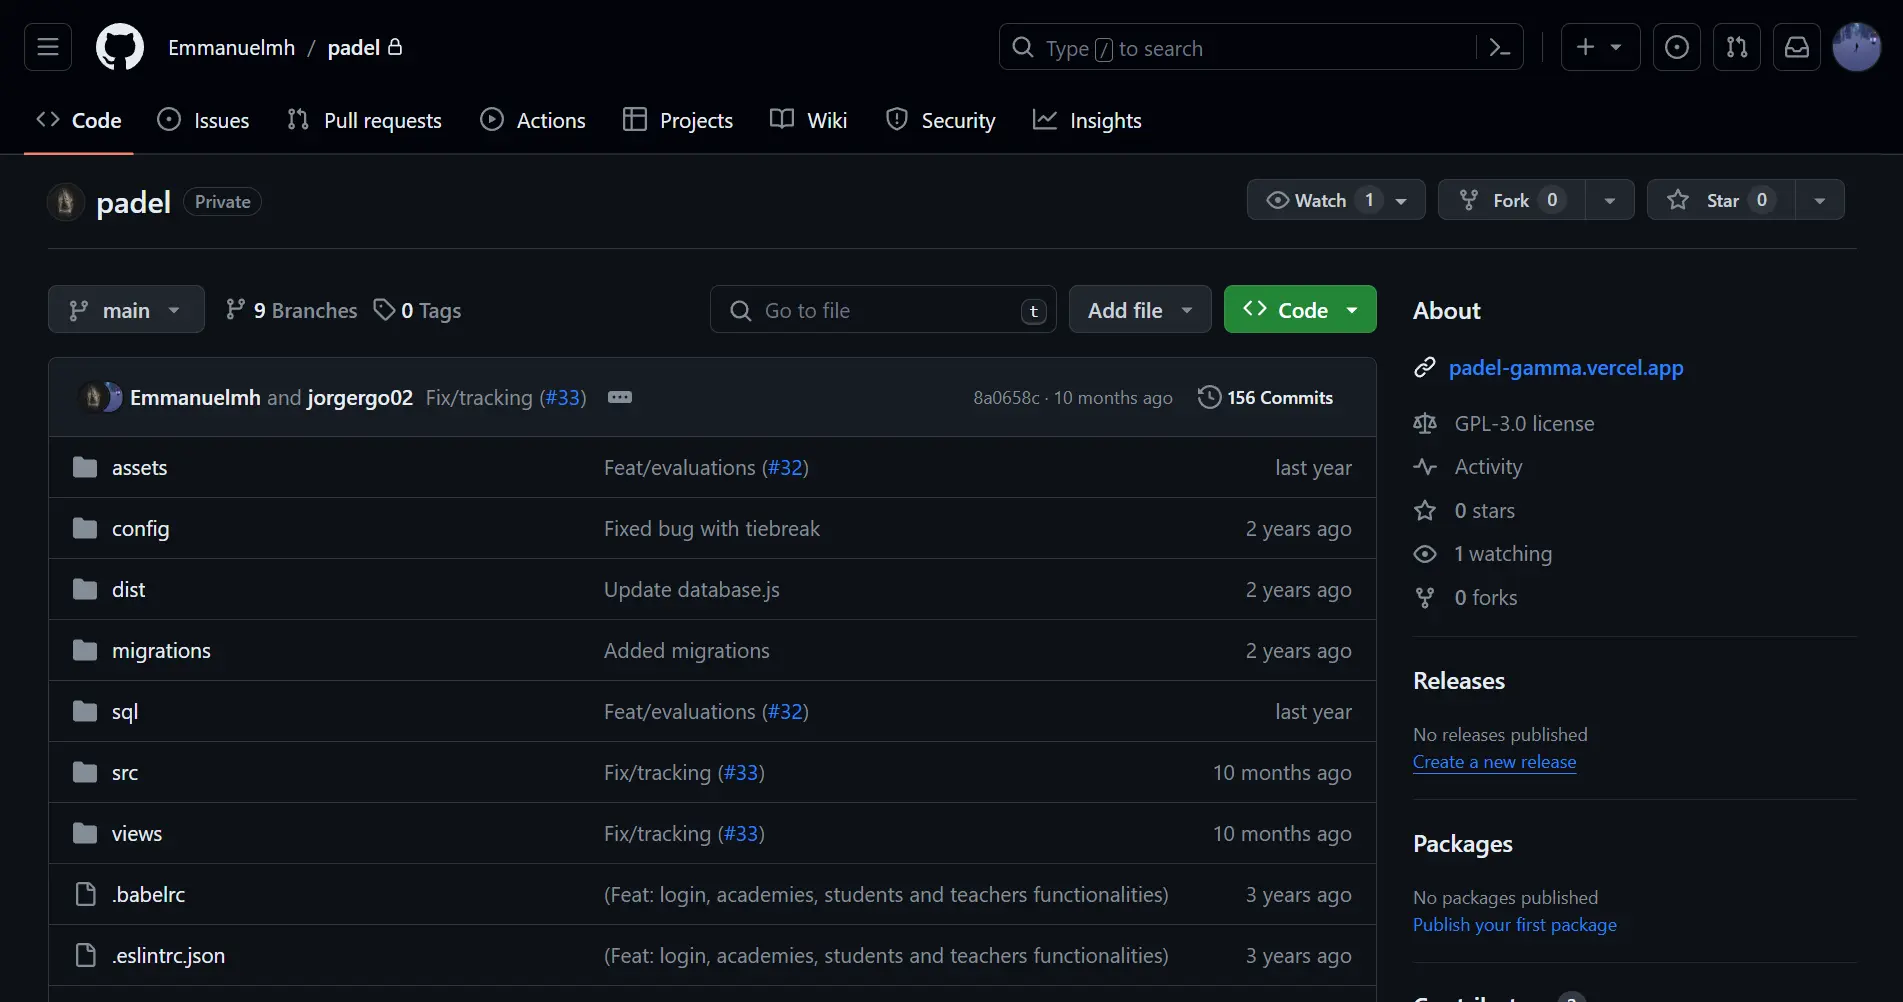 Emmanuelmh / padel
Type / to search
Code
Issues
Pull requests
Actions
Projects
Wiki
Security
Insights
padel Private
Watch 1
Fork 0
Star 0
main
9 Branches
0 Tags
Go to file
t
Add file
Code
Emmanuelmh and jorgergo02 Fix/tracking (#33)
8a0658c · 10 months ago
156 Commits
assets Feat/evaluations (#32) last year
config Fixed bug with tiebreak 2 years ago
dist Update database.js 2 years ago
migrations Added migrations 2 years ago
sql Feat/evaluations (#32) last year
src Fix/tracking (#33) 10 months ago
views Fix/tracking (#33) 10 months ago
.babelrc (Feat: login, academies, students and teachers functionalities) 3 years ago
.eslintrc.json (Feat: login, academies, students and teachers functionalities) 3 years ago
About
padel-gamma.vercel.app
GPL-3.0 license
Activity
0 stars
1 watching
0 forks
Releases
No releases published
Create a new release
Packages
No packages published
Publish your first package